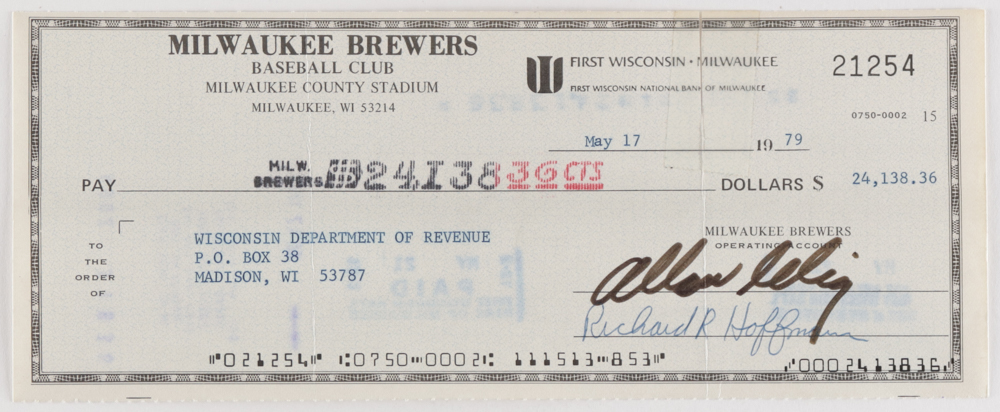 MILWAUKEE BREWERS
BASEBALL CLUB
MILWAUKEE COUNTY STADIUM
MILWAUKEE, WI 53214
FIRST WISCONSIN · MILWAUKEE
FIRST WISCONSIN NATIONAL BANK OF MILWAUKEE
21254
0750-0002 15
May 17 19 79
PAY MILW. BREWERS 24138 36 CTS DOLLARS $ 24,138.36
TO THE ORDER OF
WISCONSIN DEPARTMENT OF REVENUE
P.O. BOX 38
MADISON, WI 53787
MILWAUKEE BREWERS
OPERATING ACCOUNT
Allan Selig
Richard R Hoffmann
⑈021254⑈ ⑆0750⑉0002⑆ 111513⑉853⑈ ⑇0002413836⑇